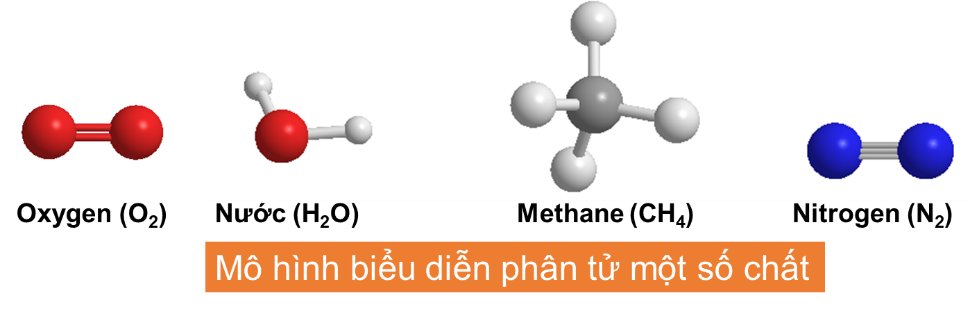 Oxygen (O₂) Nước (H₂O) Methane (CH₄) Nitrogen (N₂)
Mô hình biểu diễn phân tử một số chất